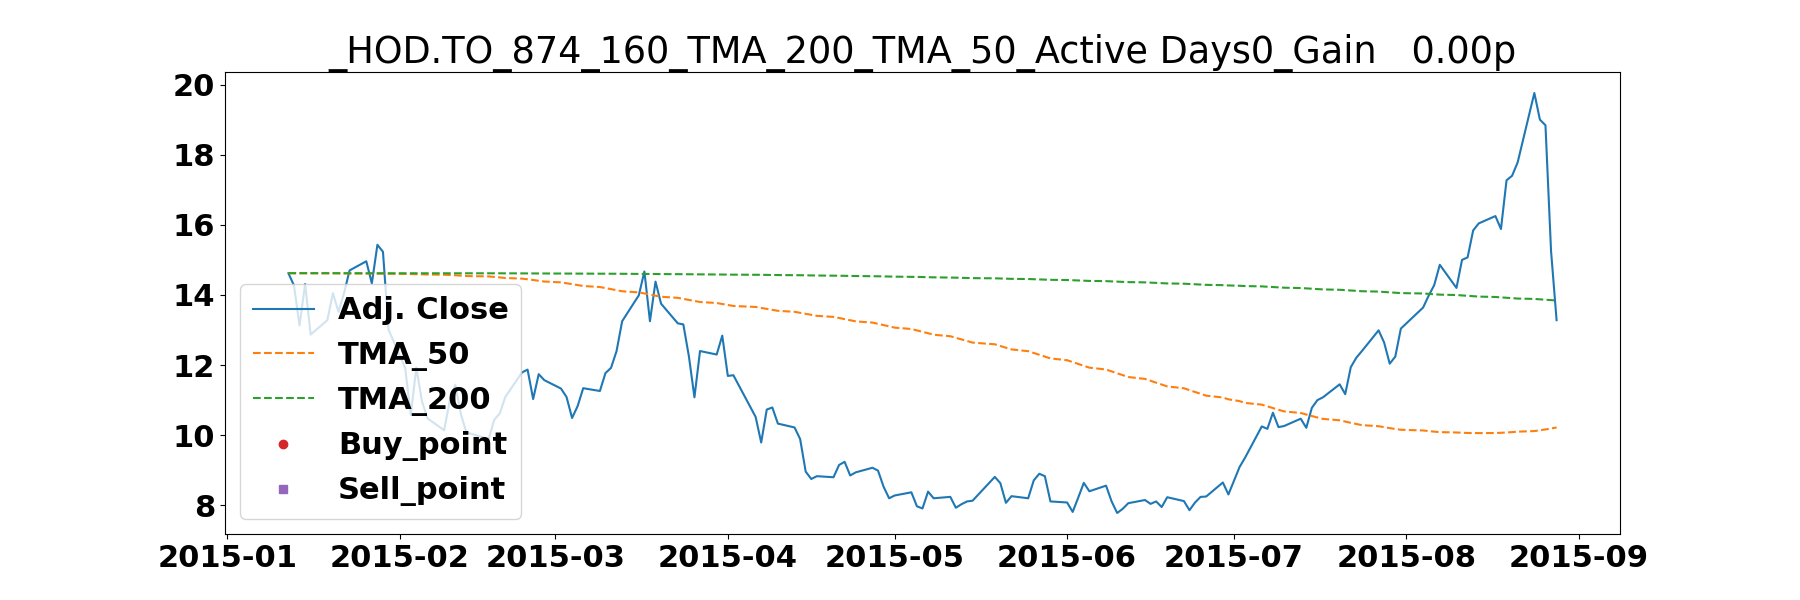 _HOD.TO_874_160_TMA_200_TMA_50_Active Days0_Gain   0.00p
20
18
16
14
12
10
8
Adj. Close
TMA_50
TMA_200
Buy_point
Sell_point
2015-01 2015-02 2015-03 2015-04 2015-05 2015-06 2015-07 2015-08 2015-09